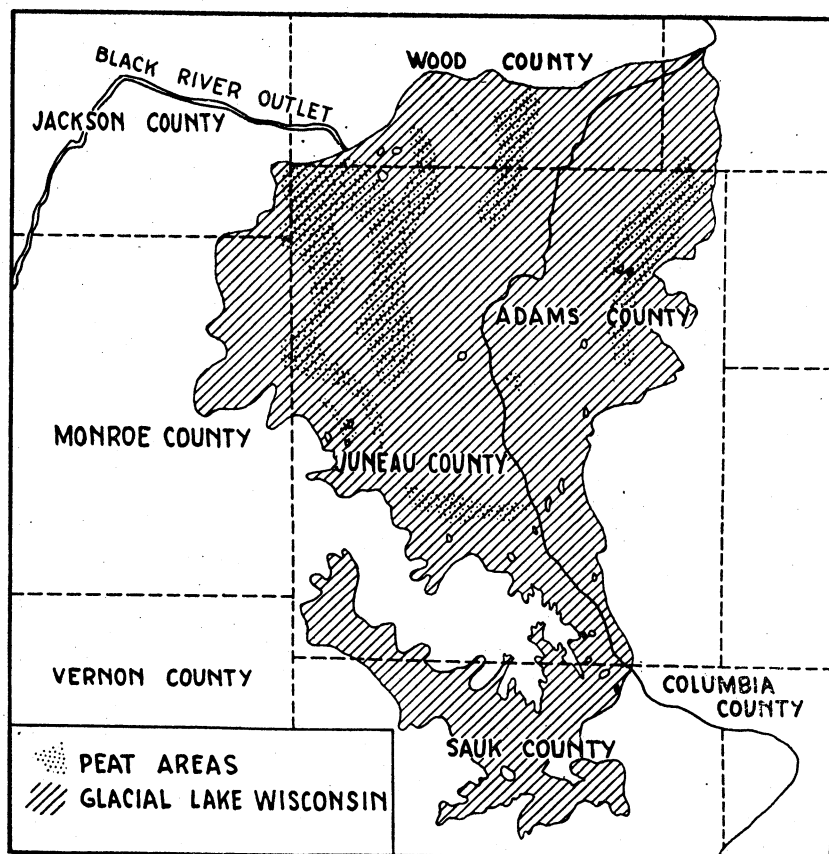 WOOD COUNTY
BLACK RIVER OUTLET
JACKSON COUNTY
ADAMS COUNTY
MONROE COUNTY
JUNEAU COUNTY
VERNON COUNTY
COLUMBIA
COUNTY
SAUK COUNTY
PEAT AREAS
GLACIAL LAKE WISCONSIN